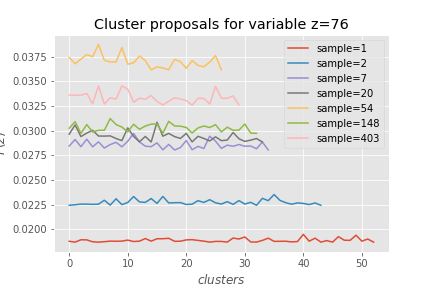 Cluster proposals for variable z=76
0.0375
0.0350
0.0325
0.0300
0.0275
0.0250
0.0225
0.0200
sample=1
sample=2
sample=7
sample=20
sample=54
sample=148
sample=403
0 10 20 30 40 50
clusters